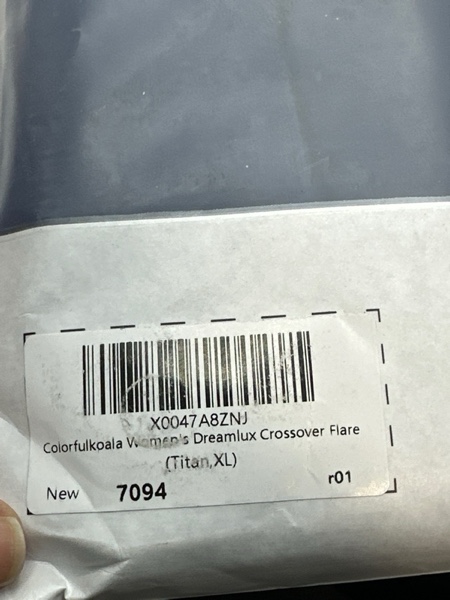 X0047A8ZNJ
Colorfulkoala Women's Dreamlux Crossover Flare
(Titan,XL)
New 7094 r01